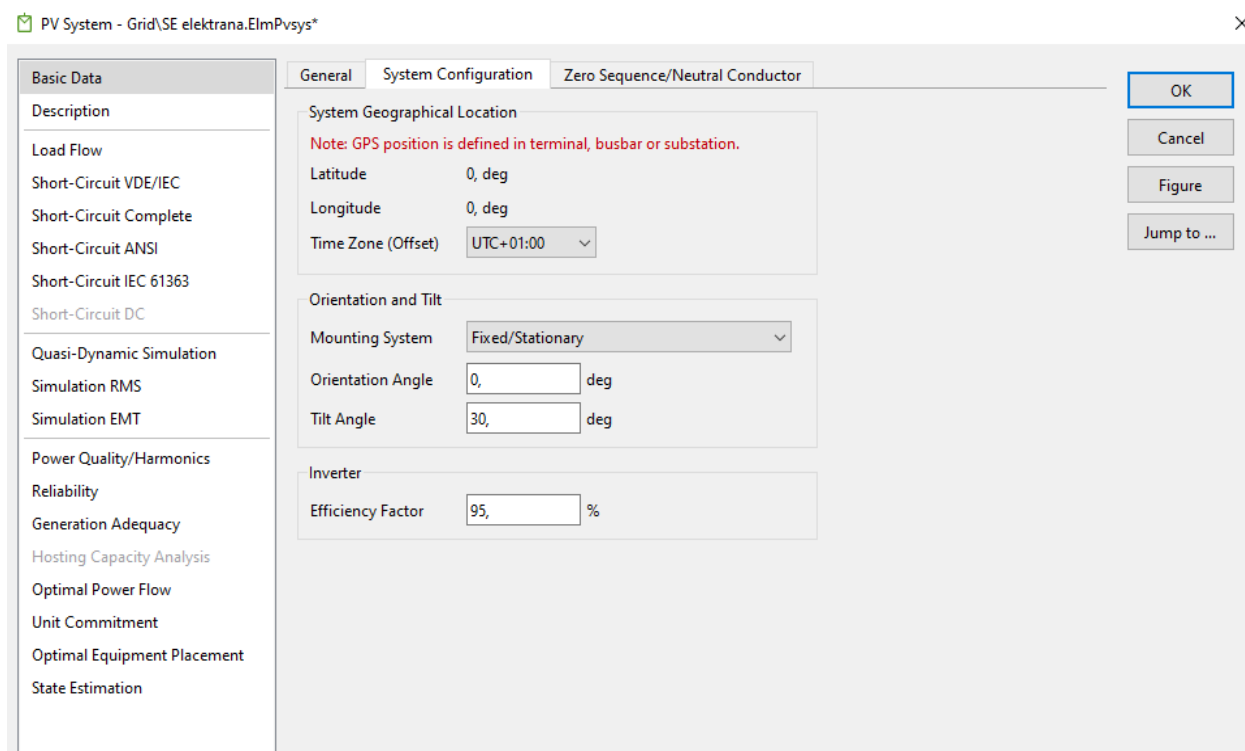 PV System - Grid\SE elektrana.ElmPvsys*
Basic Data
Description
Load Flow
Short-Circuit VDE/IEC
Short-Circuit Complete
Short-Circuit ANSI
Short-Circuit IEC 61363
Short-Circuit DC
Quasi-Dynamic Simulation
Simulation RMS
Simulation EMT
Power Quality/Harmonics
Reliability
Generation Adequacy
Hosting Capacity Analysis
Optimal Power Flow
Unit Commitment
Optimal Equipment Placement
State Estimation
General System Configuration Zero Sequence/Neutral Conductor
System Geographical Location
Note: GPS position is defined in terminal, busbar or substation.
Latitude 0, deg
Longitude 0, deg
Time Zone (Offset) UTC+01:00
Orientation and Tilt
Mounting System Fixed/Stationary
Orientation Angle 0, deg
Tilt Angle 30, deg
Inverter
Efficiency Factor 95, %
OK
Cancel
Figure
Jump to ...